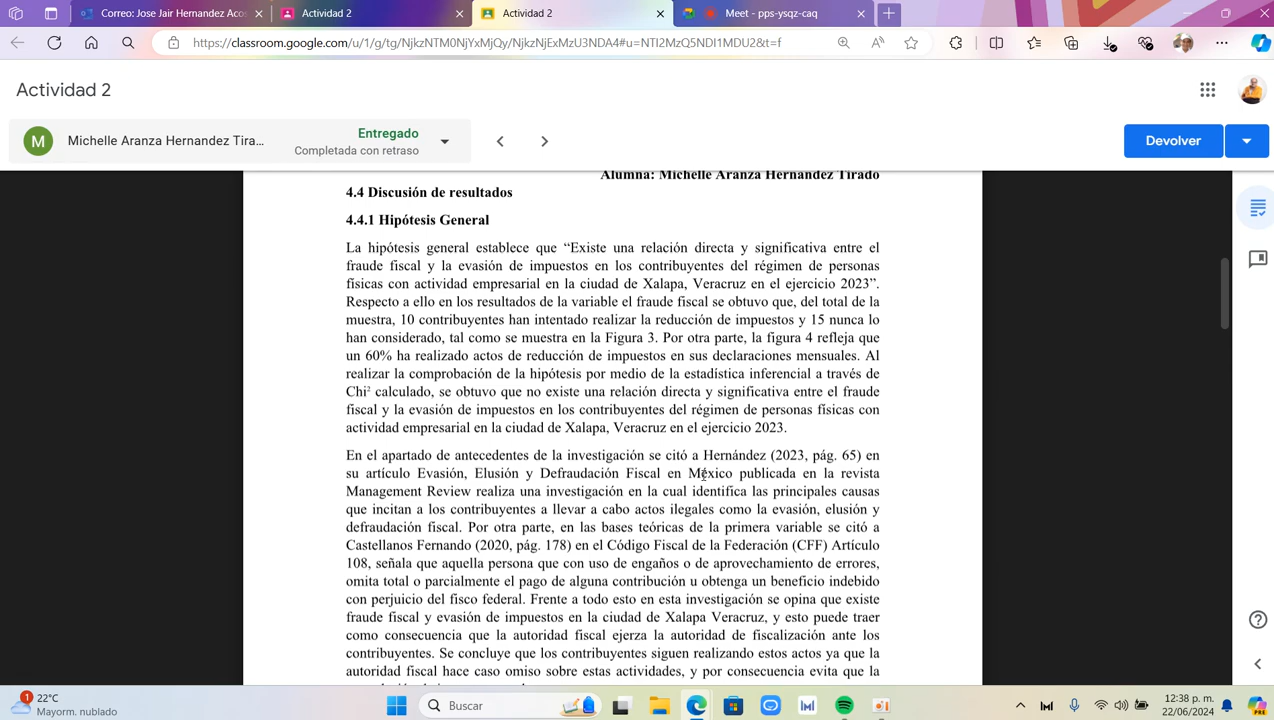 Correo: Jose Jair Hernandez Acos
Actividad 2
Actividad 2
Meet - pps-ysqz-caq
https://classroom.google.com/u/1/g/tg/NjkzNTM0NjYxMjQy/NjkzNjExMzU3NDA4#u=NTI2MzQ5NDI1MDU2&t=f
Actividad 2
M
Michelle Aranza Hernandez Tira...
Entregado
Completada con retraso
Devolver
Alumna: Michelle Aranza Hernandez Tirado
4.4 Discusión de resultados
4.4.1 Hipótesis General
La hipótesis general establece que “Existe una relación directa y significativa entre el
fraude fiscal y la evasión de impuestos en los contribuyentes del régimen de personas
físicas con actividad empresarial en la ciudad de Xalapa, Veracruz en el ejercicio 2023”.
Respecto a ello en los resultados de la variable el fraude fiscal se obtuvo que, del total de la
muestra, 10 contribuyentes han intentado realizar la reducción de impuestos y 15 nunca lo
han considerado, tal como se muestra en la Figura 3. Por otra parte, la figura 4 refleja que
un 60% ha realizado actos de reducción de impuestos en sus declaraciones mensuales. Al
realizar la comprobación de la hipótesis por medio de la estadística inferencial a través de
Chi² calculado, se obtuvo que no existe una relación directa y significativa entre el fraude
fiscal y la evasión de impuestos en los contribuyentes del régimen de personas físicas con
actividad empresarial en la ciudad de Xalapa, Veracruz en el ejercicio 2023.
En el apartado de antecedentes de la investigación se citó a Hernández (2023, pág. 65) en
su artículo Evasión, Elusión y Defraudación Fiscal en México publicada en la revista
Management Review realiza una investigación en la cual identifica las principales causas
que incitan a los contribuyentes a llevar a cabo actos ilegales como la evasión, elusión y
defraudación fiscal. Por otra parte, en las bases teóricas de la primera variable se citó a
Castellanos Fernando (2020, pág. 178) en el Código Fiscal de la Federación (CFF) Artículo
108, señala que aquella persona que con uso de engaños o de aprovechamiento de errores,
omita total o parcialmente el pago de alguna contribución u obtenga un beneficio indebido
con perjuicio del fisco federal. Frente a todo esto en esta investigación se opina que existe
fraude fiscal y evasión de impuestos en la ciudad de Xalapa Veracruz, y esto puede traer
como consecuencia que la autoridad fiscal ejerza la autoridad de fiscalización ante los
contribuyentes. Se concluye que los contribuyentes siguen realizando estos actos ya que la
autoridad fiscal hace caso omiso sobre estas actividades, y por consecuencia evita que la
1
22°C
Mayorm. nublado
Buscar
12:38 p. m.
22/06/2024